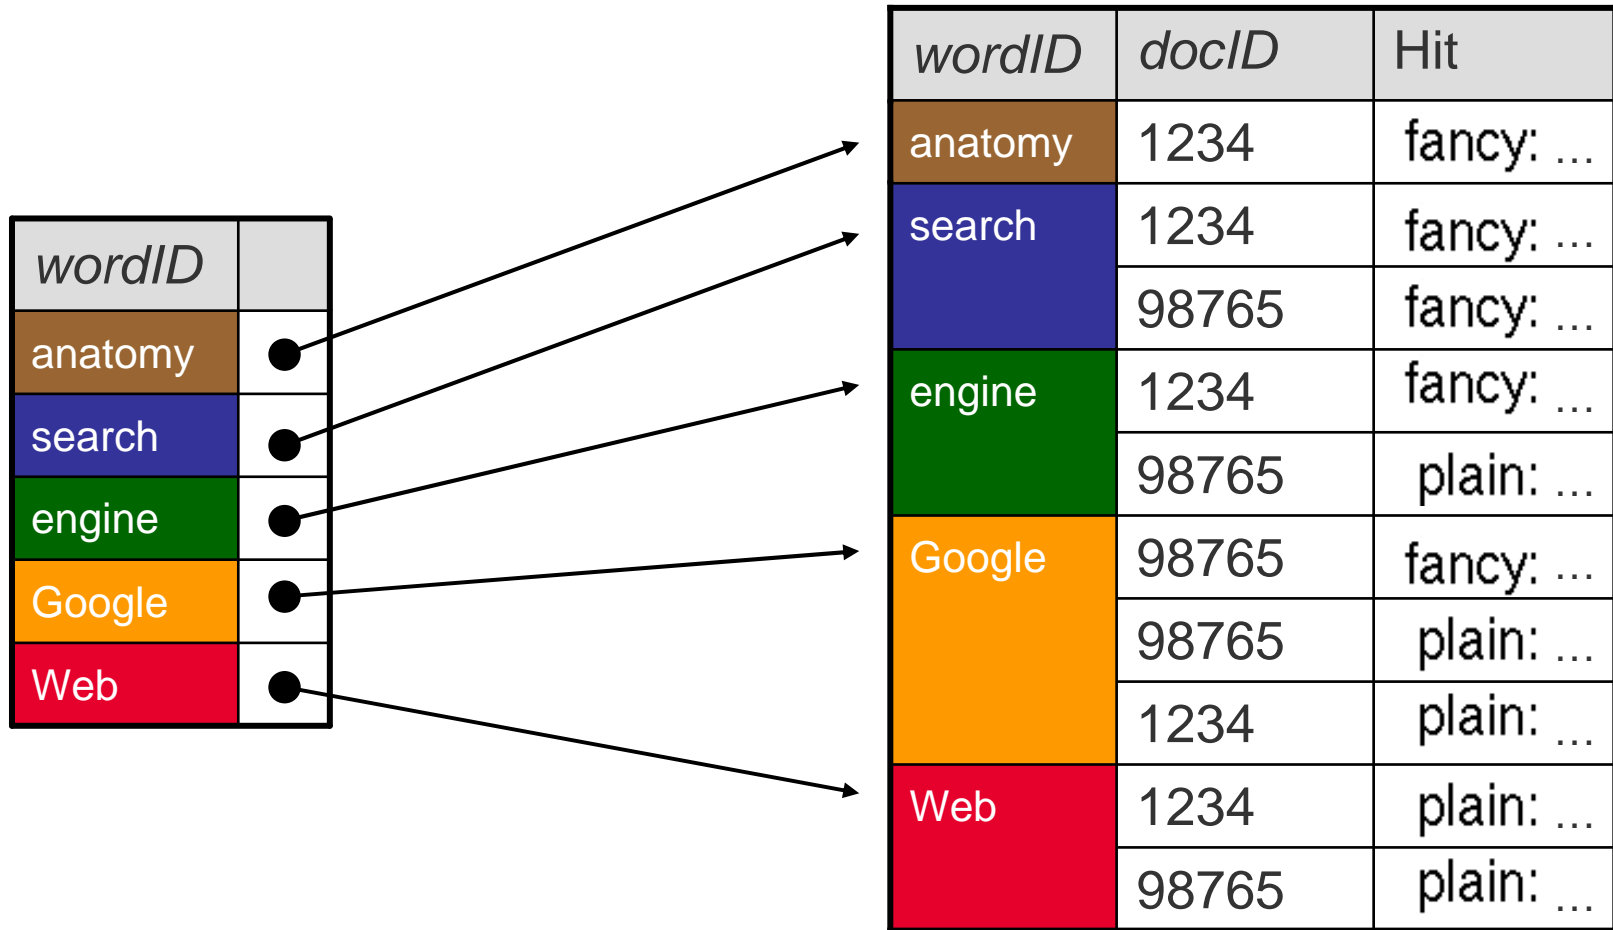 wordID
anatomy
search
engine
Google
Web
wordID docID Hit
anatomy 1234 fancy: ...
search 1234 fancy: ...
98765 fancy: ...
engine 1234 fancy: ...
98765 plain: ...
Google 98765 fancy: ...
98765 plain: ...
1234 plain: ...
Web 1234 plain: ...
98765 plain: ...